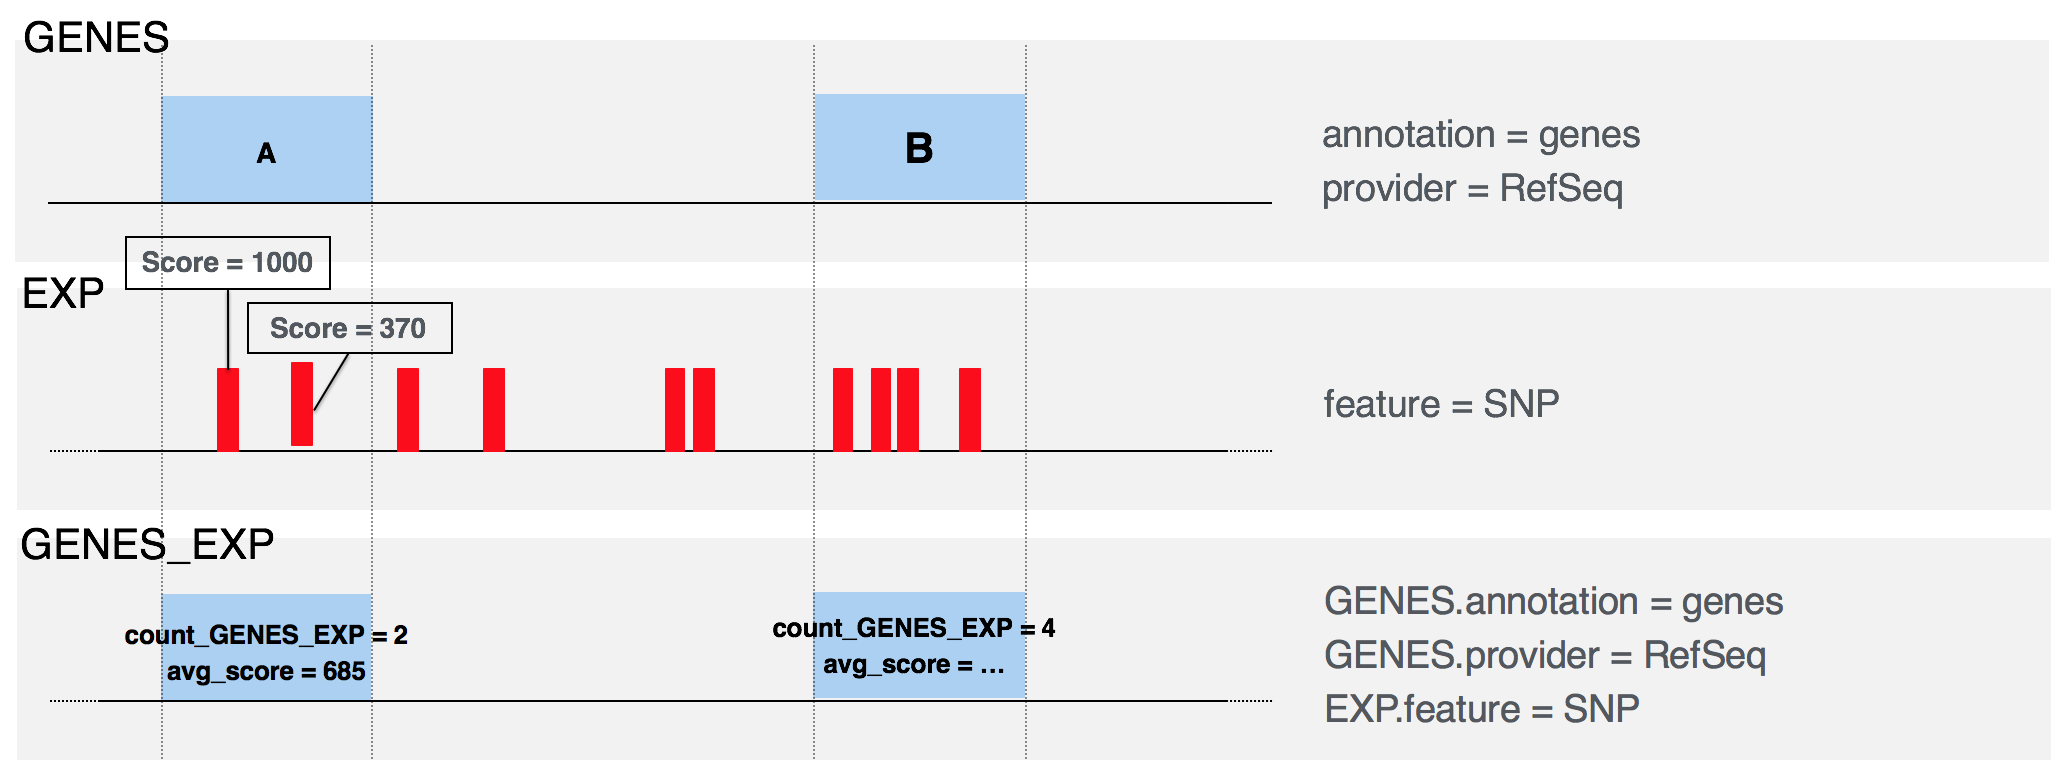 GENES
A
B
annotation = genes
provider = RefSeq
Score = 1000
EXP
Score = 370
feature = SNP
GENES_EXP
count_GENES_EXP = 2
avg_score = 685
count_GENES_EXP = 4
avg_score = ...
GENES.annotation = genes
GENES.provider = RefSeq
EXP.feature = SNP